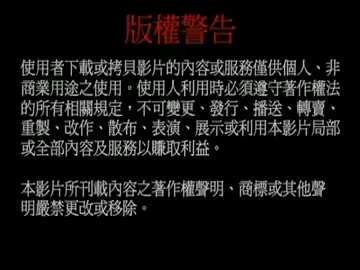 版權警告
使用者下載或拷貝影片的內容或服務僅供個人、非
商業用途之使用。使用人利用時必須遵守著作權法
的所有相關規定，不可變更、發行、播送、轉賣、
重製、改作、散布、表演、展示或利用本影片局部
或全部內容及服務以賺取利益。
本影片所刊載內容之著作權聲明、商標或其他聲
明嚴禁更改或移除。